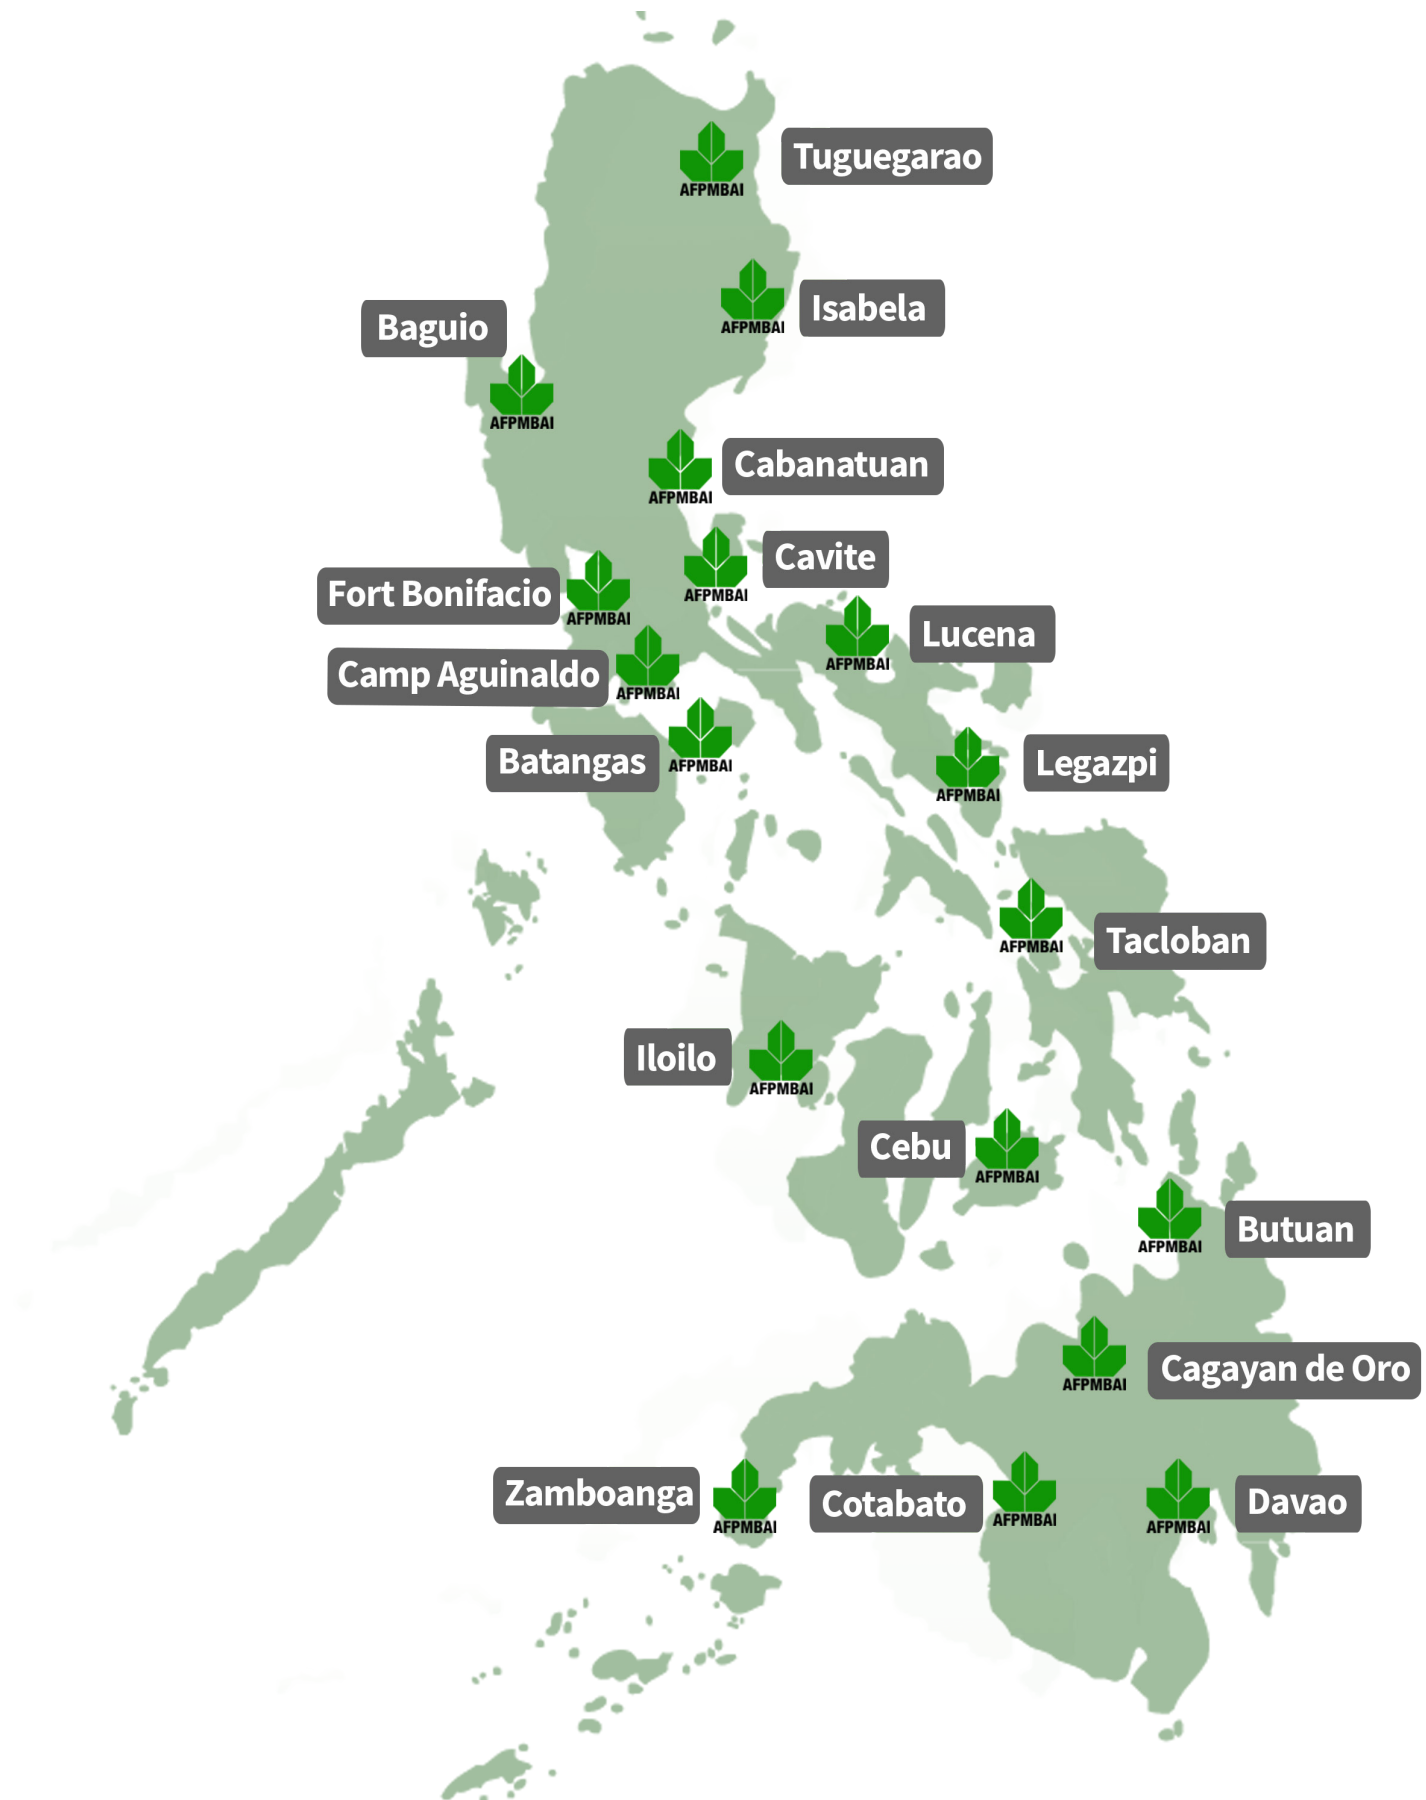 Tuguegarao
AFPMBAI
Isabela
AFPMBAI
Baguio
AFPMBAI
Cabanatuan
AFPMBAI
Cavite
AFPMBAI
Fort Bonifacio
AFPMBAI
Lucena
AFPMBAI
Camp Aguinaldo
AFPMBAI
Batangas
AFPMBAI
Legazpi
AFPMBAI
Tacloban
AFPMBAI
Iloilo
AFPMBAI
Cebu
AFPMBAI
Butuan
AFPMBAI
Cagayan de Oro
AFPMBAI
Zamboanga
AFPMBAI
Cotabato
AFPMBAI
Davao
AFPMBAI